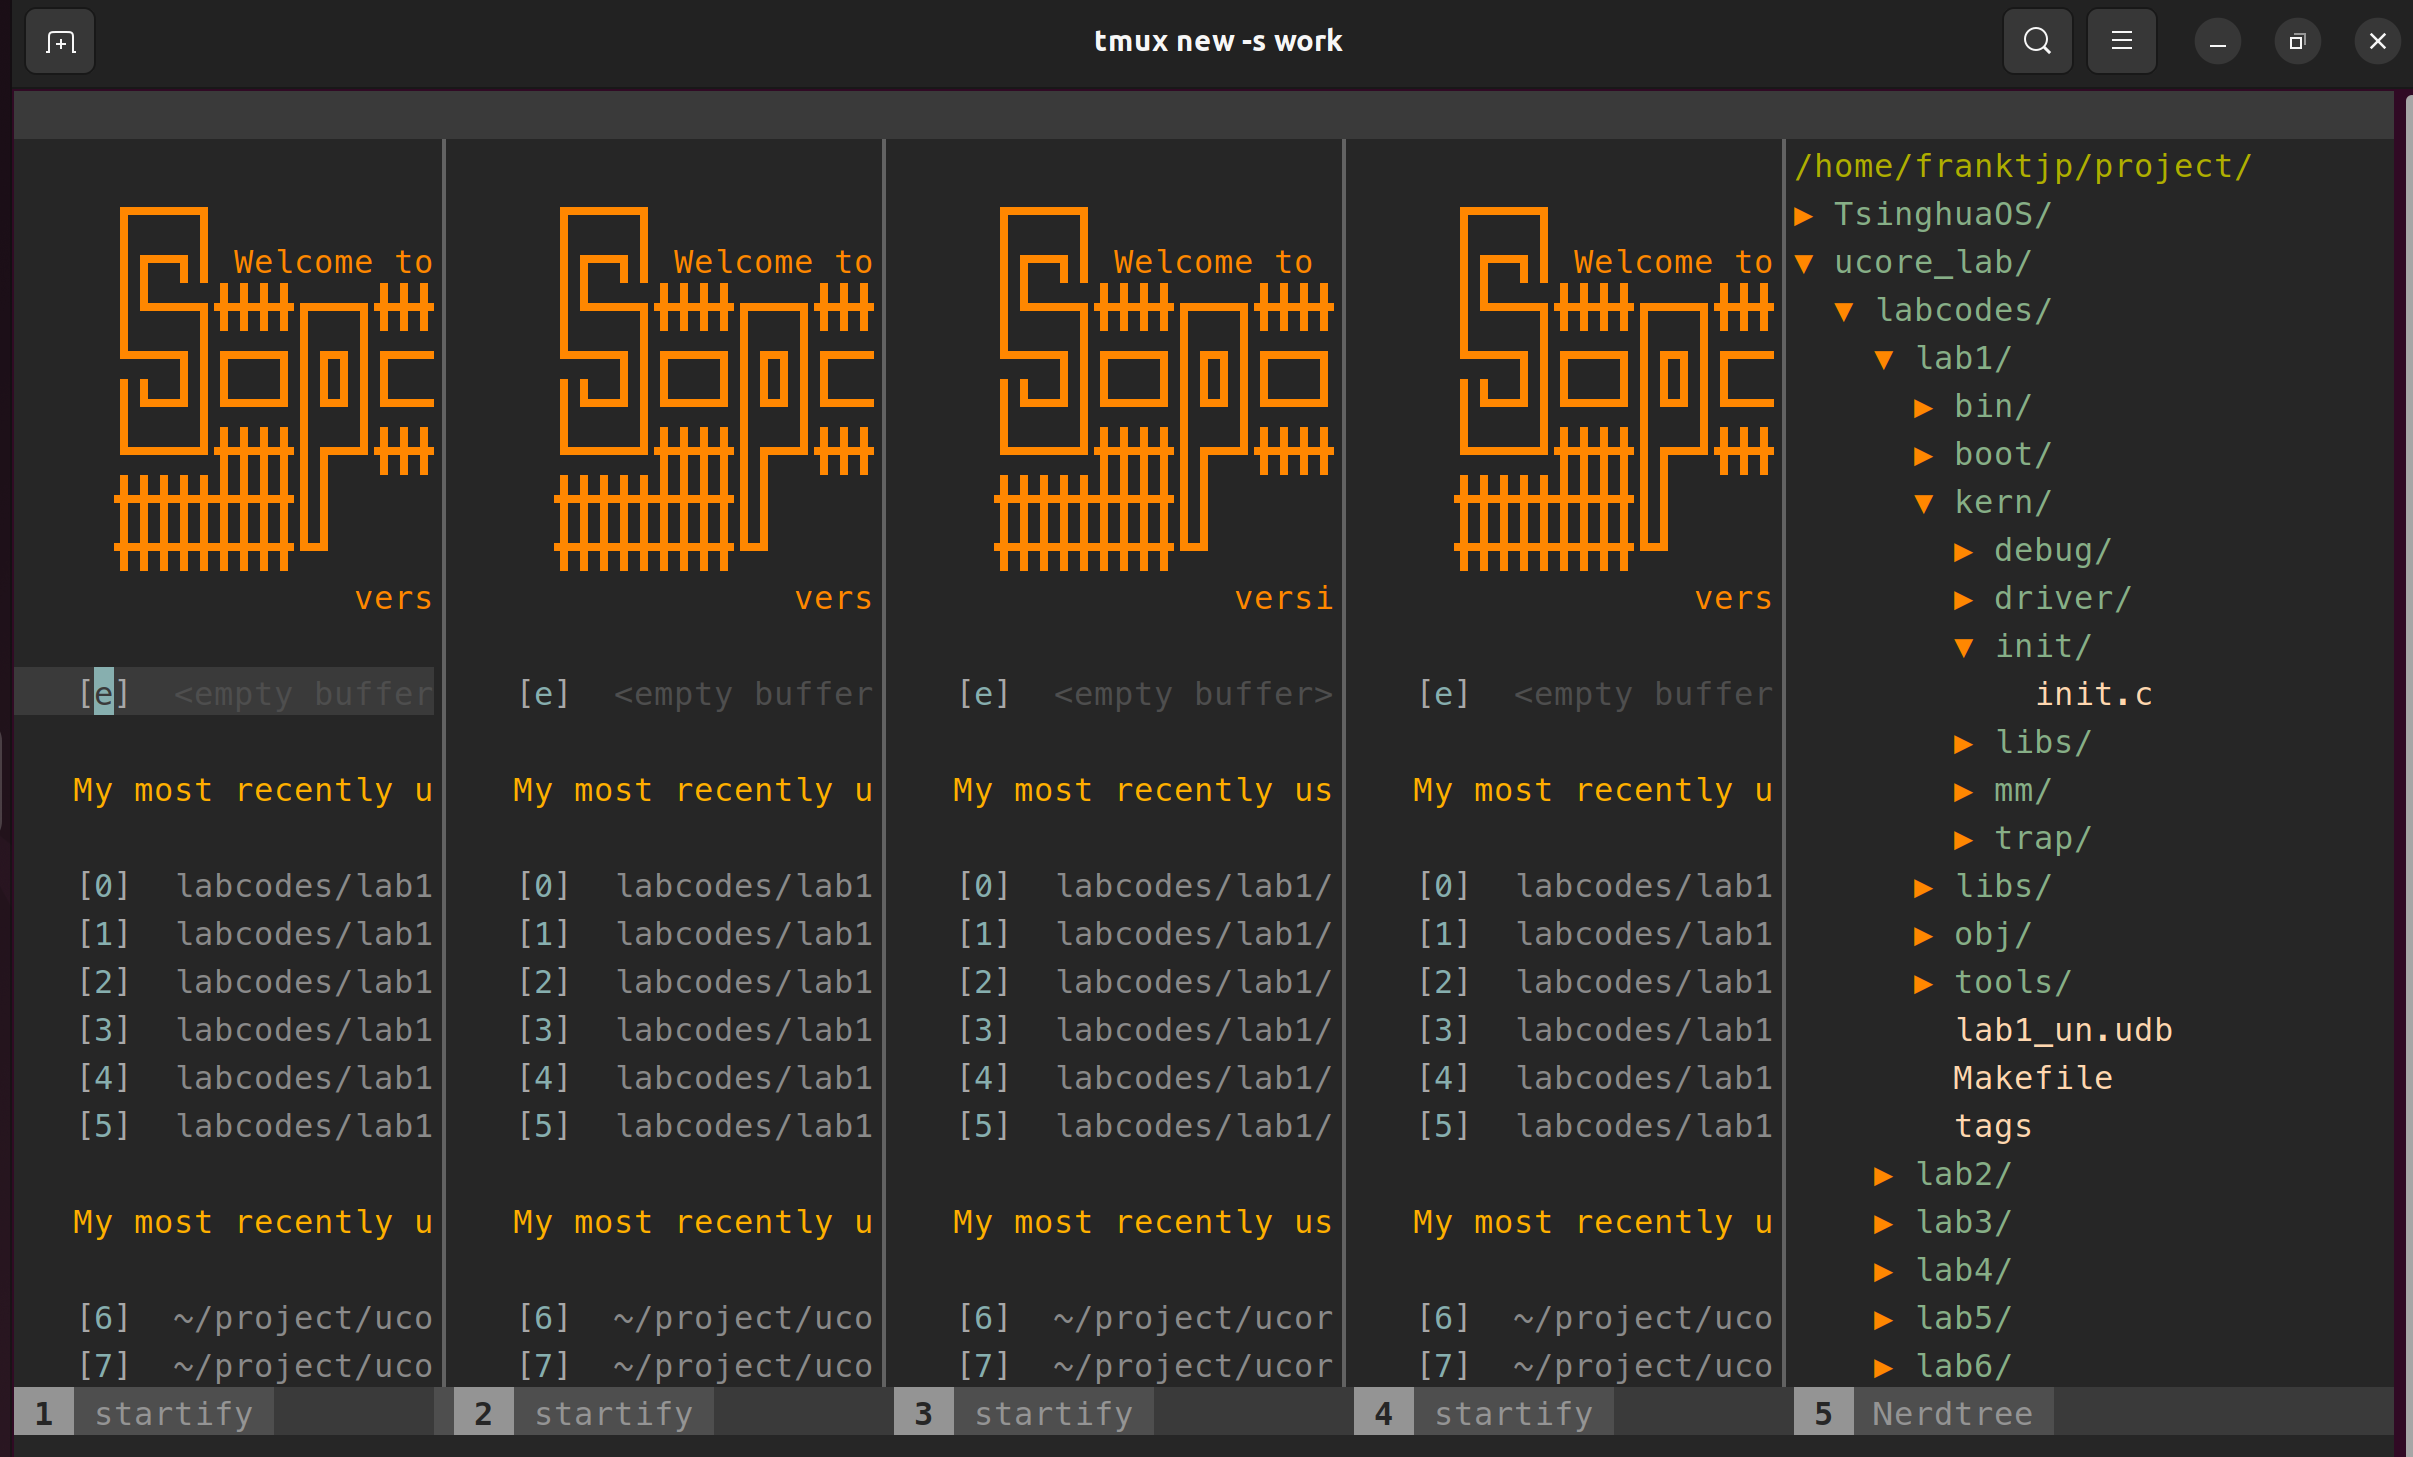 tmux new -s work
Welcome to
vers
[e] <empty buffer
My most recently u
[0] labcodes/lab1
[1] labcodes/lab1
[2] labcodes/lab1
[3] labcodes/lab1
[4] labcodes/lab1
[5] labcodes/lab1
My most recently u
[6] ~/project/uco
[7] ~/project/uco
1 startify
Welcome to
vers
[e] <empty buffer
My most recently u
[0] labcodes/lab1
[1] labcodes/lab1
[2] labcodes/lab1
[3] labcodes/lab1
[4] labcodes/lab1
[5] labcodes/lab1
My most recently u
[6] ~/project/uco
[7] ~/project/uco
2 startify
Welcome to
versi
[e] <empty buffer>
My most recently us
[0] labcodes/lab1/
[1] labcodes/lab1/
[2] labcodes/lab1/
[3] labcodes/lab1/
[4] labcodes/lab1/
[5] labcodes/lab1/
My most recently us
[6] ~/project/ucor
[7] ~/project/ucor
3 startify
Welcome to
vers
[e] <empty buffer
My most recently u
[0] labcodes/lab1
[1] labcodes/lab1
[2] labcodes/lab1
[3] labcodes/lab1
[4] labcodes/lab1
[5] labcodes/lab1
My most recently u
[6] ~/project/uco
[7] ~/project/uco
4 startify
/home/franktjp/project/
▶ TsinghuaOS/
▼ ucore_lab/
▼ labcodes/
▼ lab1/
▶ bin/
▶ boot/
▼ kern/
▶ debug/
▶ driver/
▼ init/
init.c
▶ libs/
▶ mm/
▶ trap/
▶ libs/
▶ obj/
▶ tools/
lab1_un.udb
Makefile
tags
▶ lab2/
▶ lab3/
▶ lab4/
▶ lab5/
▶ lab6/
5 Nerdtree